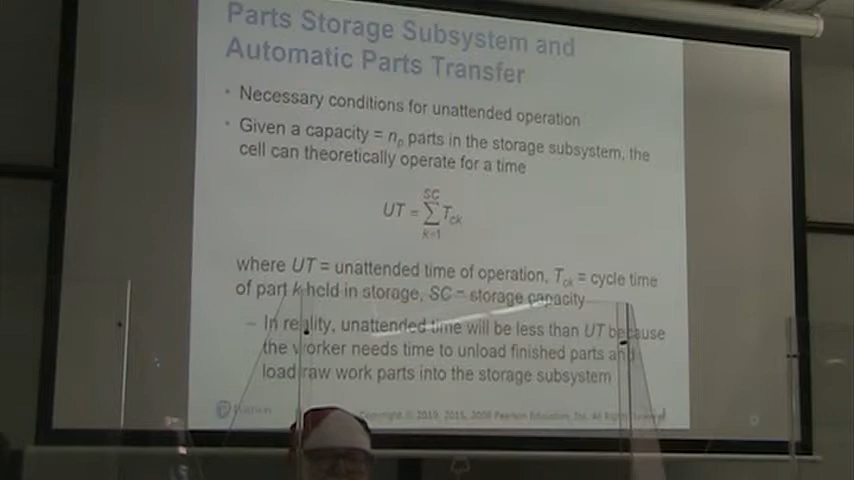 Parts Storage Subsystem and
Automatic Parts Transfer
• Necessary conditions for unattended operation
• Given a capacity = nₚ parts in the storage subsystem, the
cell can theoretically operate for a time
SC
UT = ∑ Tck
k=1
where UT = unattended time of operation, Tck = cycle time
of part k held in storage, SC = storage capacity
– In reality, unattended time will be less than UT because
the worker needs time to unload finished parts and
load raw work parts into the storage subsystem
Pearson
Copyright © 2019, 2015, 2008 Pearson Education, Inc. All Rights Reserved